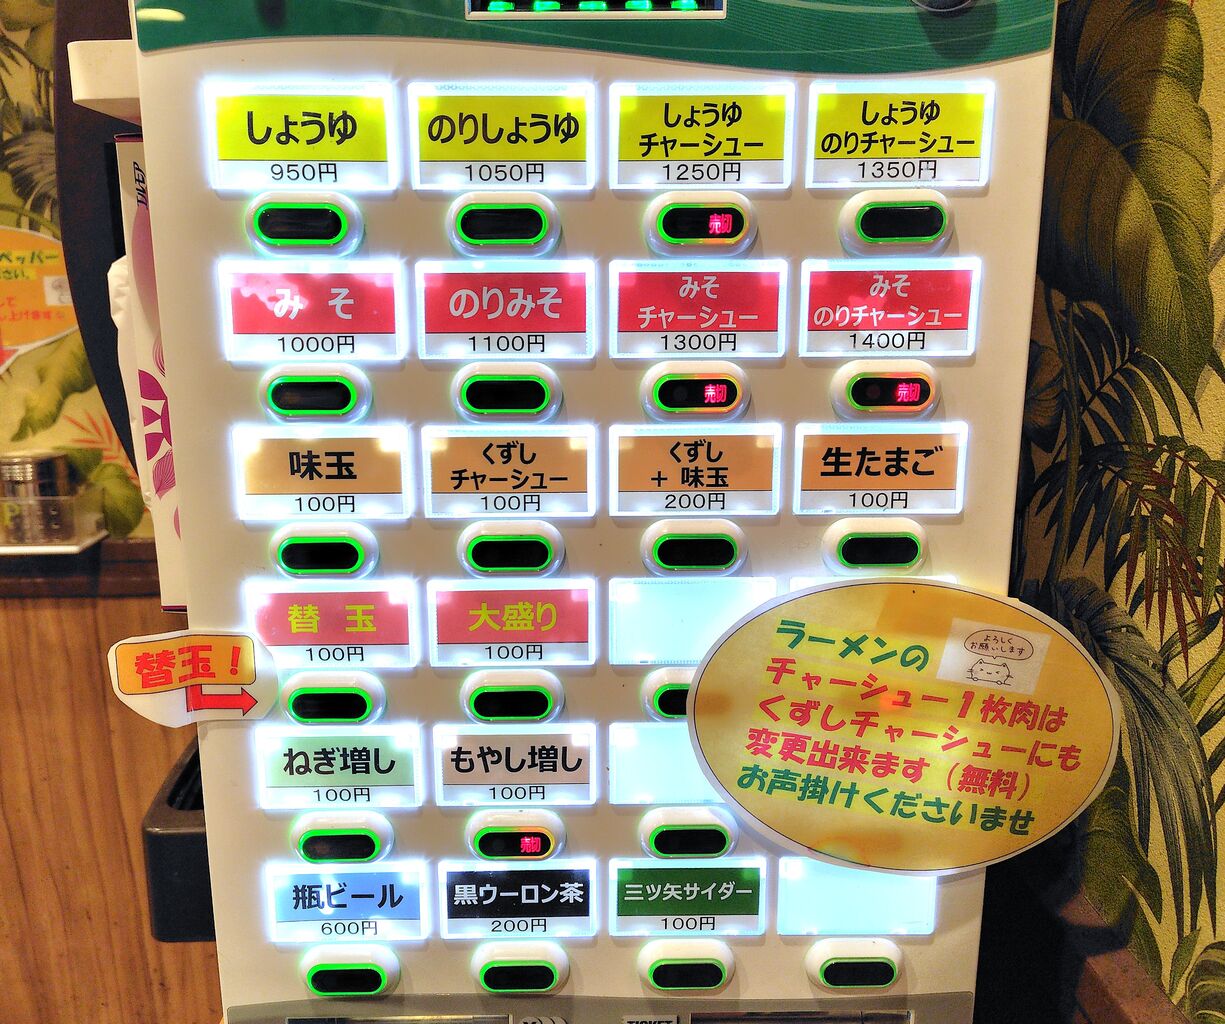 しょうゆ
950円
のりしょうゆ
1050円
しょうゆ
チャーシュー
1250円
しょうゆ
のりチャーシュー
1350円
売切
みそ
1000円
のりみそ
1100円
みそ
チャーシュー
1300円
みそ
のりチャーシュー
1400円
売切
売切
味玉
100円
くずし
チャーシュー
100円
くずし
+ 味玉
200円
生たまご
100円
替玉
100円
大盛り
100円
替玉!
ねぎ増し
100円
もやし増し
100円
売切
瓶ビール
600円
黒ウーロン茶
200円
三ツ矢サイダー
100円
ラーメンの
チャーシュー1枚肉は
くずしチャーシューにも
変更出来ます(無料)
お声掛けくださいませ
よろしく
お願いします
ペッパー
TICKET